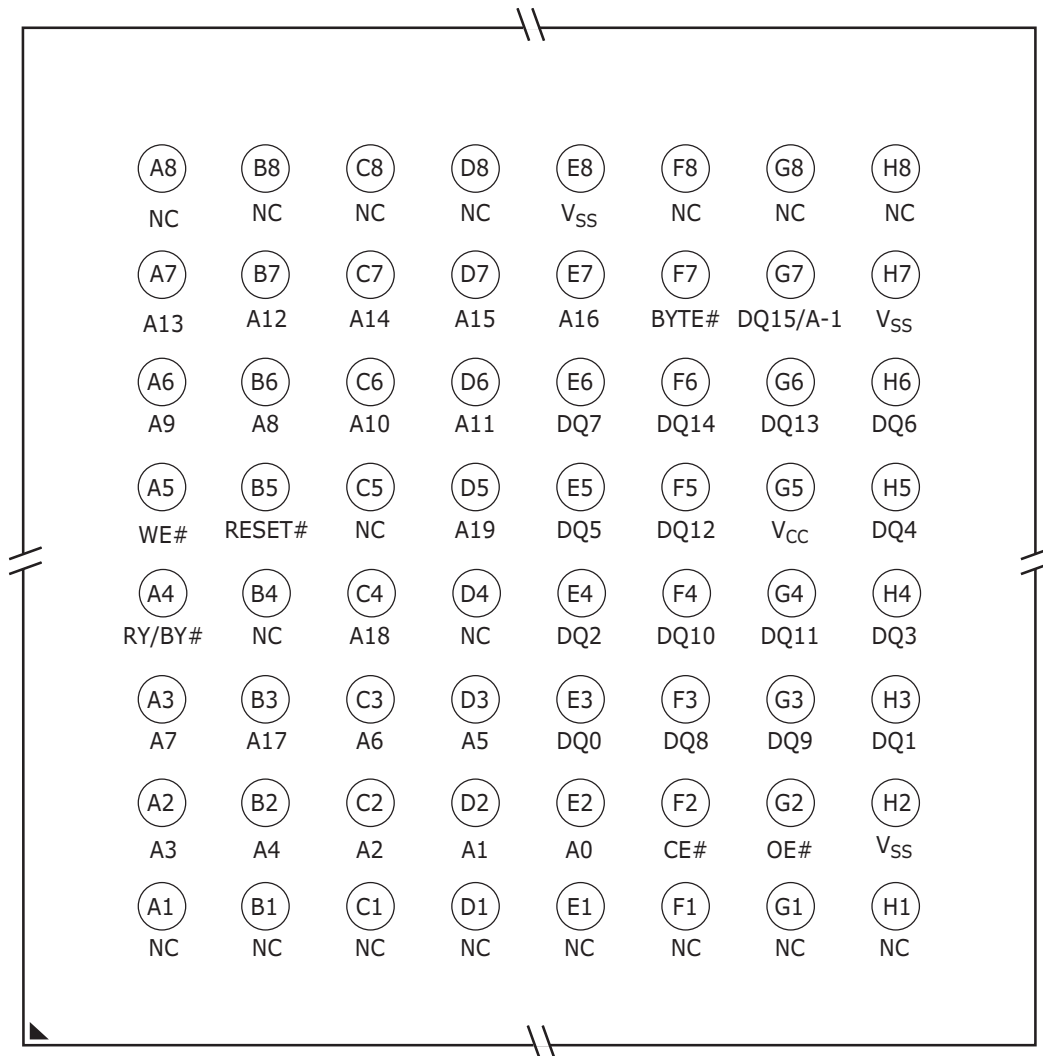 A8 B8 C8 D8 E8 F8 G8 H8
NC NC NC NC VSS NC NC NC
A7 B7 C7 D7 E7 F7 G7 H7
A13 A12 A14 A15 A16 BYTE# DQ15/A-1 VSS
A6 B6 C6 D6 E6 F6 G6 H6
A9 A8 A10 A11 DQ7 DQ14 DQ13 DQ6
A5 B5 C5 D5 E5 F5 G5 H5
WE# RESET# NC A19 DQ5 DQ12 VCC DQ4
A4 B4 C4 D4 E4 F4 G4 H4
RY/BY# NC A18 NC DQ2 DQ10 DQ11 DQ3
A3 B3 C3 D3 E3 F3 G3 H3
A7 A17 A6 A5 DQ0 DQ8 DQ9 DQ1
A2 B2 C2 D2 E2 F2 G2 H2
A3 A4 A2 A1 A0 CE# OE# VSS
A1 B1 C1 D1 E1 F1 G1 H1
NC NC NC NC NC NC NC NC